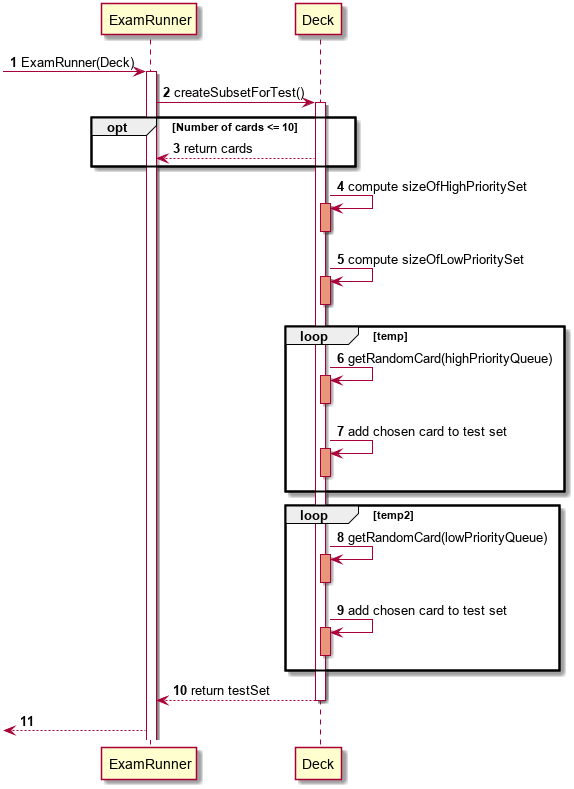 ExamRunner Deck
1 ExamRunner(Deck)
2 createSubsetForTest()
opt [Number of cards <= 10]
3 return cards
4 compute sizeOfHighPrioritySet
5 compute sizeOfLowPrioritySet
loop [temp]
6 getRandomCard(highPriorityQueue)
7 add chosen card to test set
loop [temp2]
8 getRandomCard(lowPriorityQueue)
9 add chosen card to test set
10 return testSet
11
ExamRunner Deck